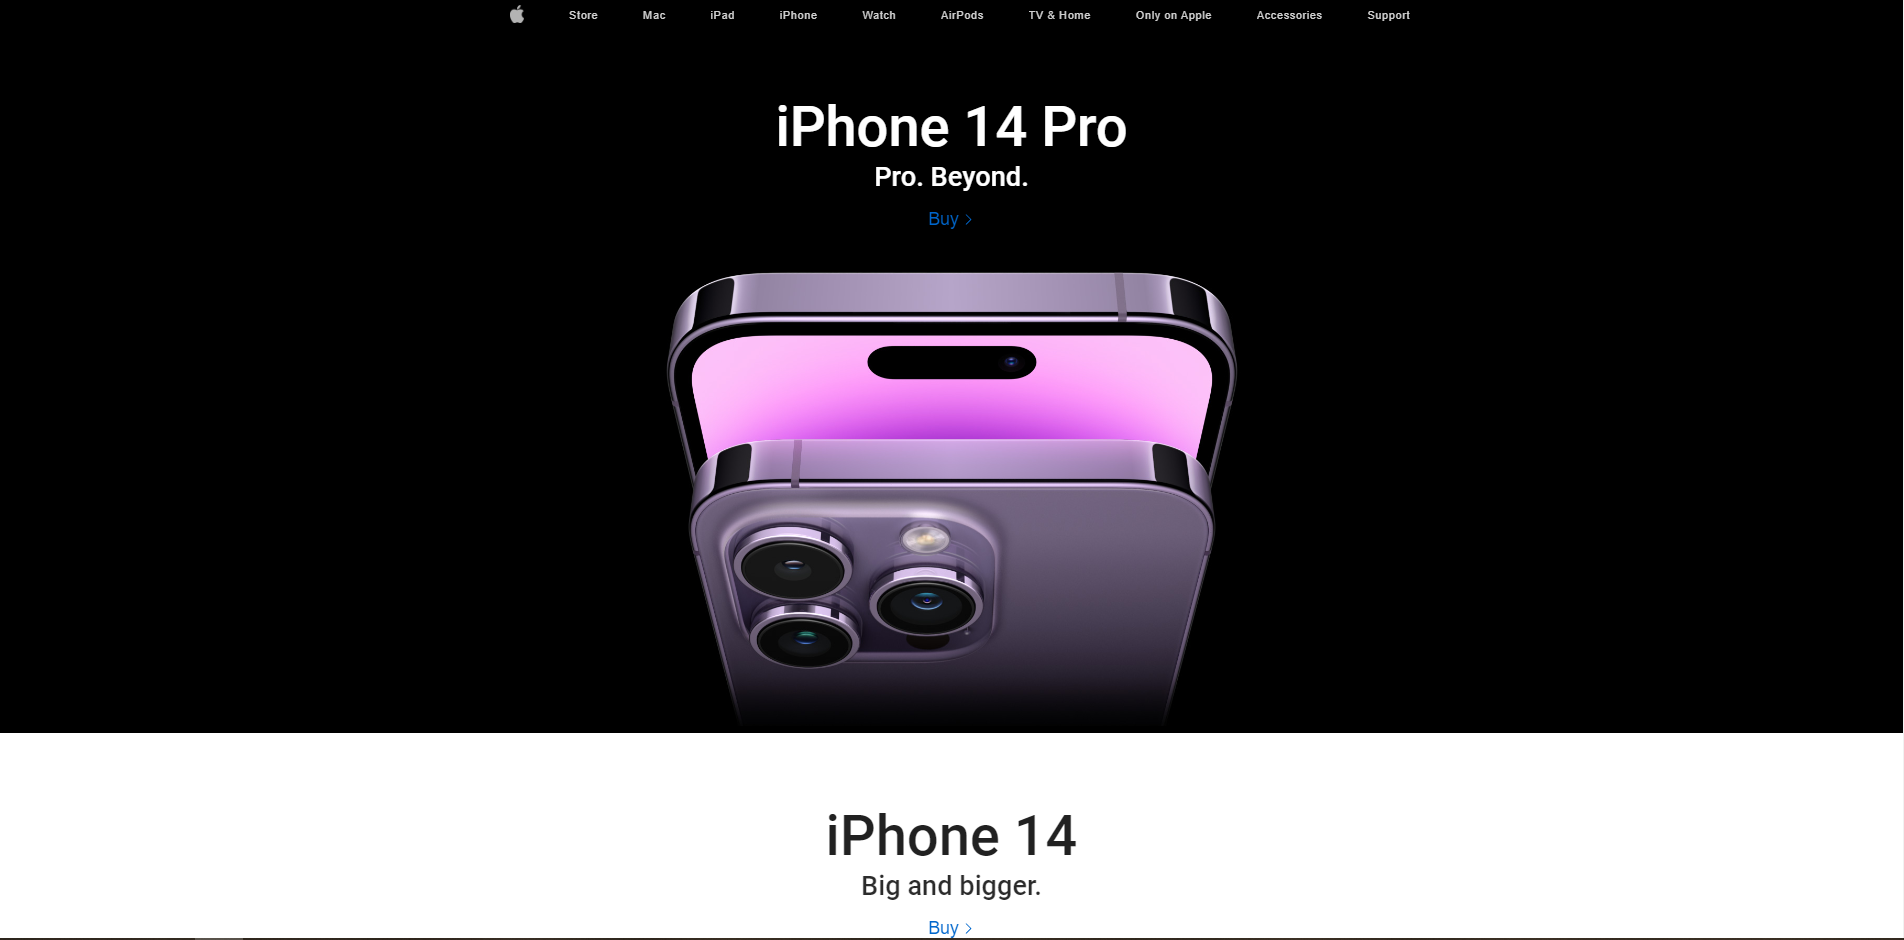 Store Mac iPad iPhone Watch AirPods TV & Home Only on Apple Accessories Support
iPhone 14 Pro
Pro. Beyond.
Buy >
iPhone 14
Big and bigger.
Buy >